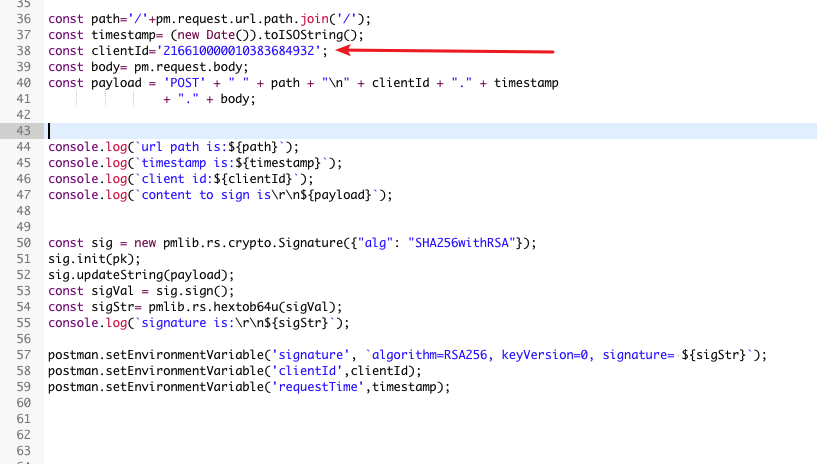 35
36 const path='/'+pm.request.url.path.join('/');
37 const timestamp= (new Date()).toISOString();
38 const clientId='216610000010383684932';
39 const body= pm.request.body;
40 const payload = 'POST' + " " + path + "\n" + clientId + "." + timestamp
41 + "." + body;
42
43
44 console.log(`url path is:${path}`);
45 console.log(`timestamp is:${timestamp}`);
46 console.log(`client id:${clientId}`);
47 console.log(`content to sign is\r\n${payload}`);
48
49
50 const sig = new pmlib.rs.crypto.Signature({"alg": "SHA256withRSA"});
51 sig.init(pk);
52 sig.updateString(payload);
53 const sigVal = sig.sign();
54 const sigStr= pmlib.rs.hextob64u(sigVal);
55 console.log(`signature is:\r\n${sigStr}`);
56
57 postman.setEnvironmentVariable('signature', `algorithm=RSA256, keyVersion=0, signature= ${sigStr}`);
58 postman.setEnvironmentVariable('clientId',clientId);
59 postman.setEnvironmentVariable('requestTime',timestamp);
60
61
62
63
64